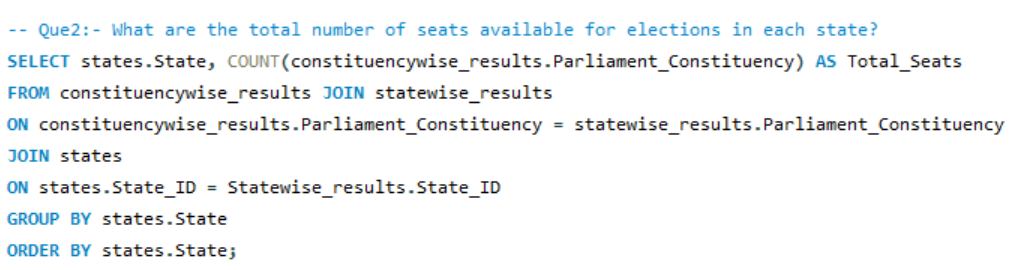 -- Que2:- What are the total number of seats available for elections in each state?
SELECT states.State, COUNT(constituencywise_results.Parliament_Constituency) AS Total_Seats
FROM constituencywise_results JOIN statewise_results
ON constituencywise_results.Parliament_Constituency = statewise_results.Parliament_Constituency
JOIN states
ON states.State_ID = Statewise_results.State_ID
GROUP BY states.State
ORDER BY states.State;